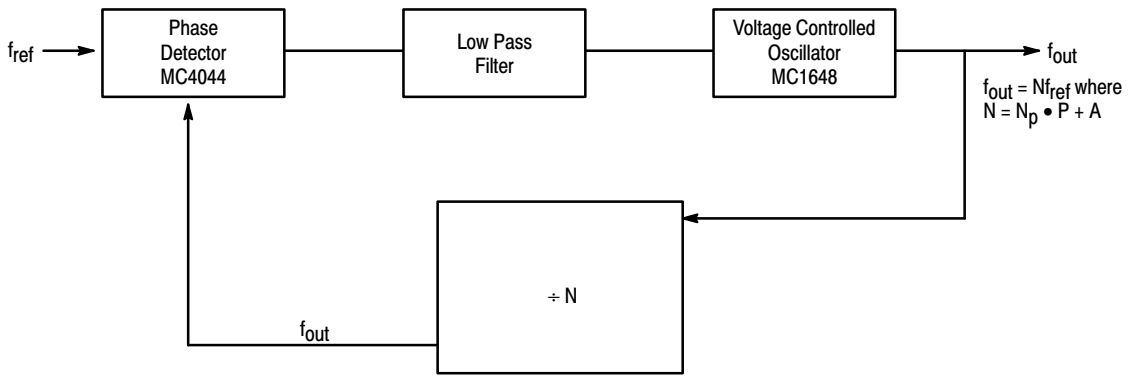 f_ref
Phase
Detector
MC4044
Low Pass
Filter
Voltage Controlled
Oscillator
MC1648
f_out
f_out = Nf_ref where
N = N_p • P + A
÷ N
f_out